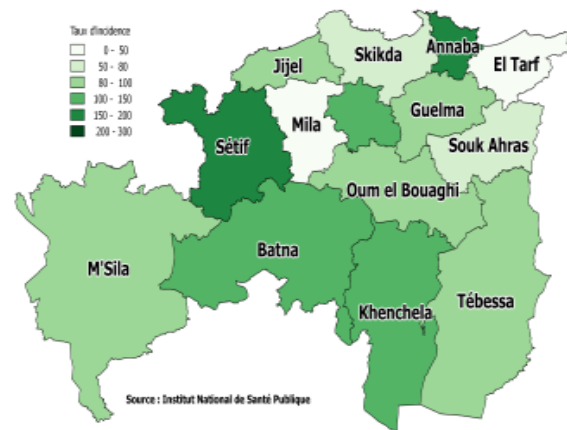 Taux d'incidence
0 - 50
50 - 80
80 - 100
100 - 150
150 - 200
200 - 300
Jijel
Skikda
Annaba
El Tarf
Sétif
Mila
Guelma
Souk Ahras
Oum el Bouaghi
M'Sila
Batna
Khenchela
Tébessa
Source : Institut National de Santé Publique